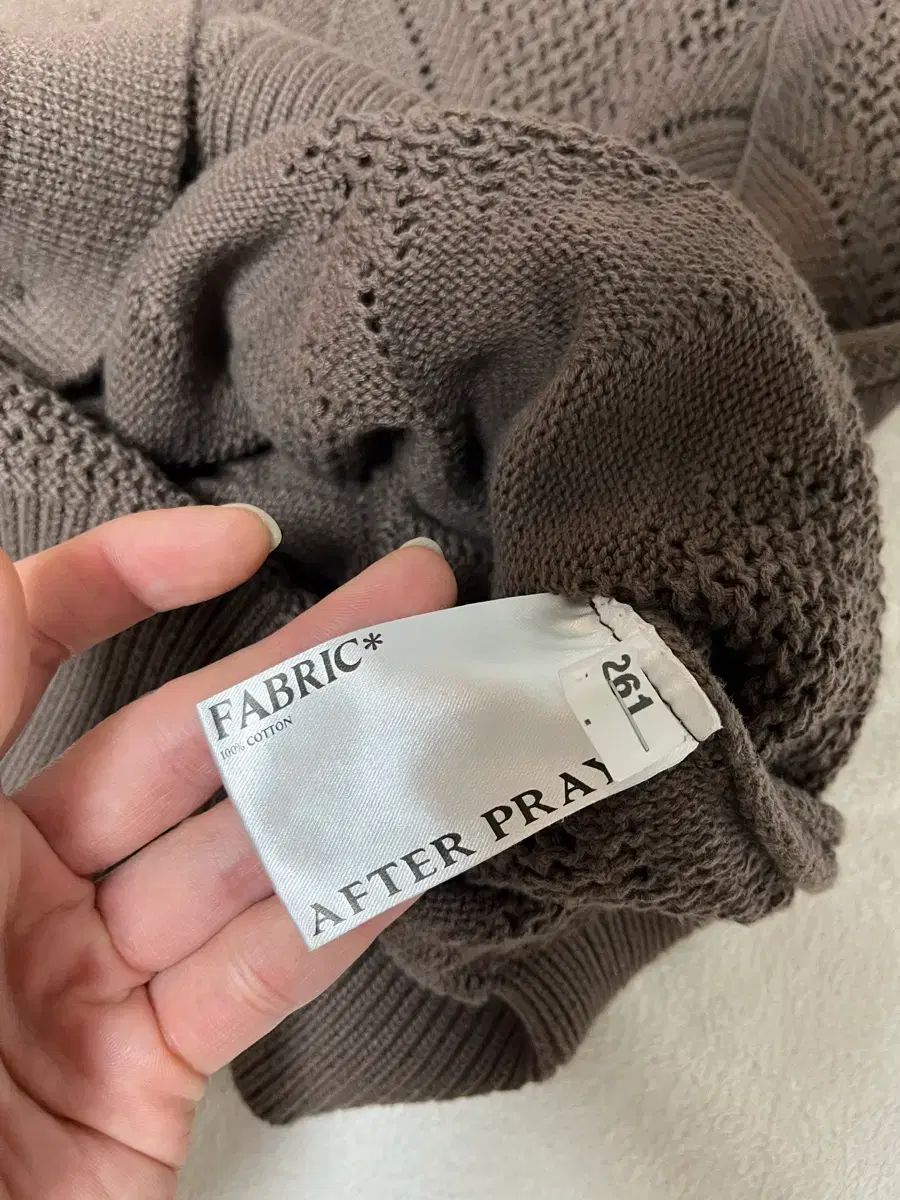 FABRIC*
100% COTTON
261
AFTER PRAY